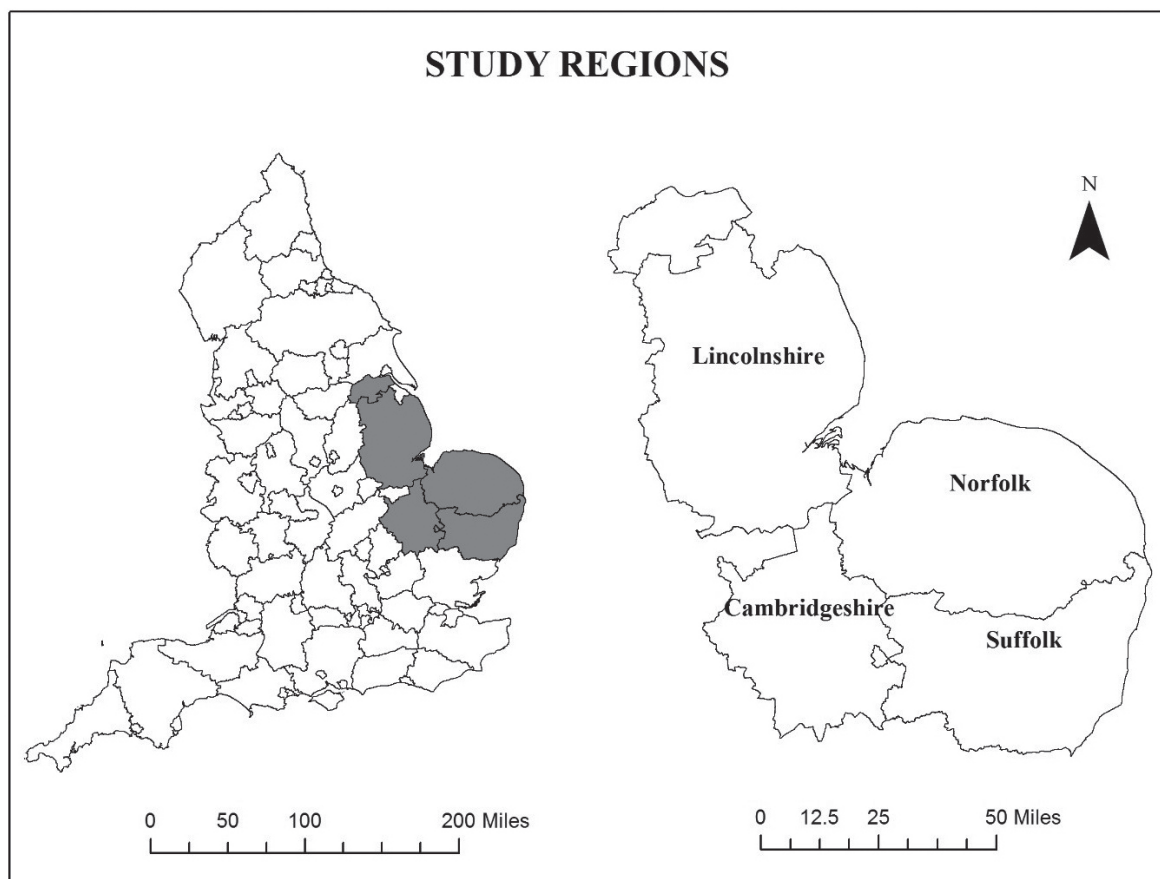 STUDY REGIONS
N
Lincolnshire
Norfolk
Cambridgeshire
Suffolk
0 50 100 200 Miles
0 12.5 25 50 Miles